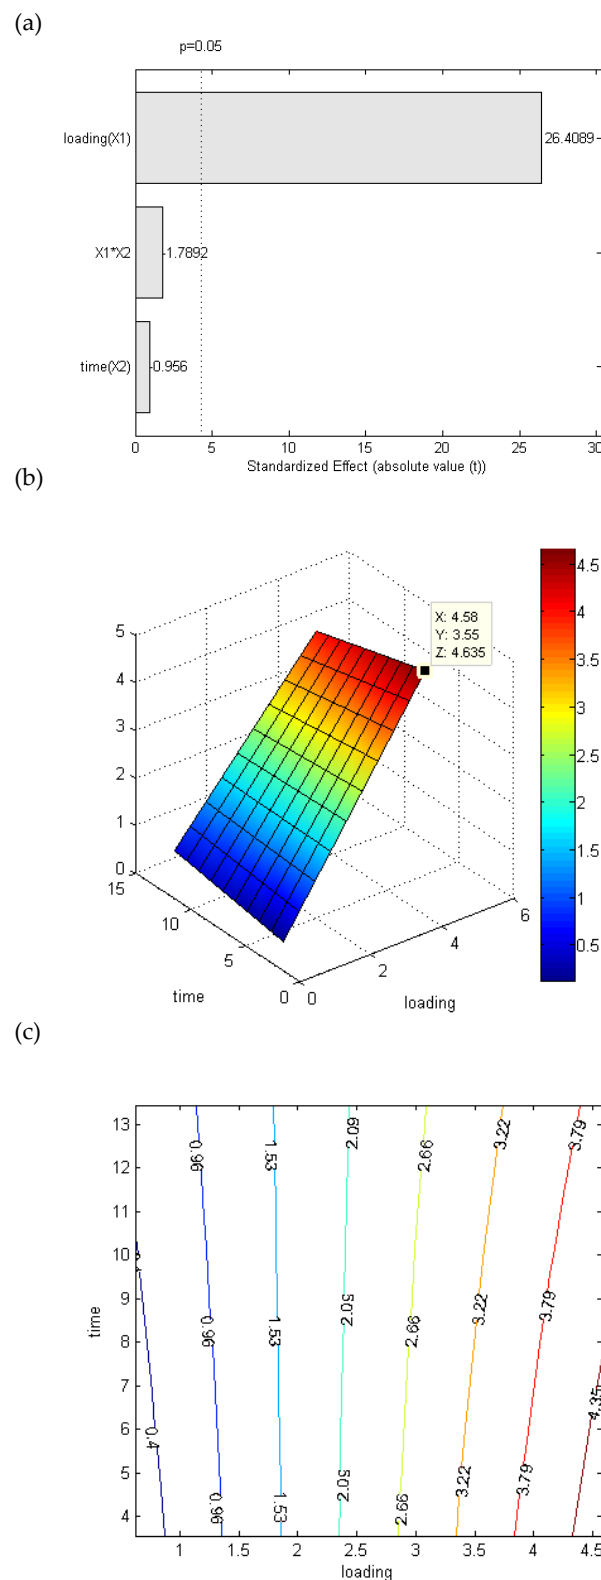 (a)
p=0.05
loading(X1)
26.4089
X1*X2
1.7892
time(X2)
0.956
0 5 10 15 20 25 30
Standardized Effect (absolute value (t))
(b)
X: 4.58
Y: 3.55
Z: 4.635
5
4
3
2
1
0
15
10
5
0
time
0
2
4
6
loading
4.5
4
3.5
3
2.5
2
1.5
1
0.5
(c)
13
12
11
10
9
8
7
6
5
4
time
0.96 1.53 2.09 2.66 3.22 3.79
0.96 1.53 2.09 2.66 3.22 3.79 4.35
0.4 0.96 1.53 2.09 2.66 3.22 3.79
1 1.5 2 2.5 3 3.5 4 4.5
loading